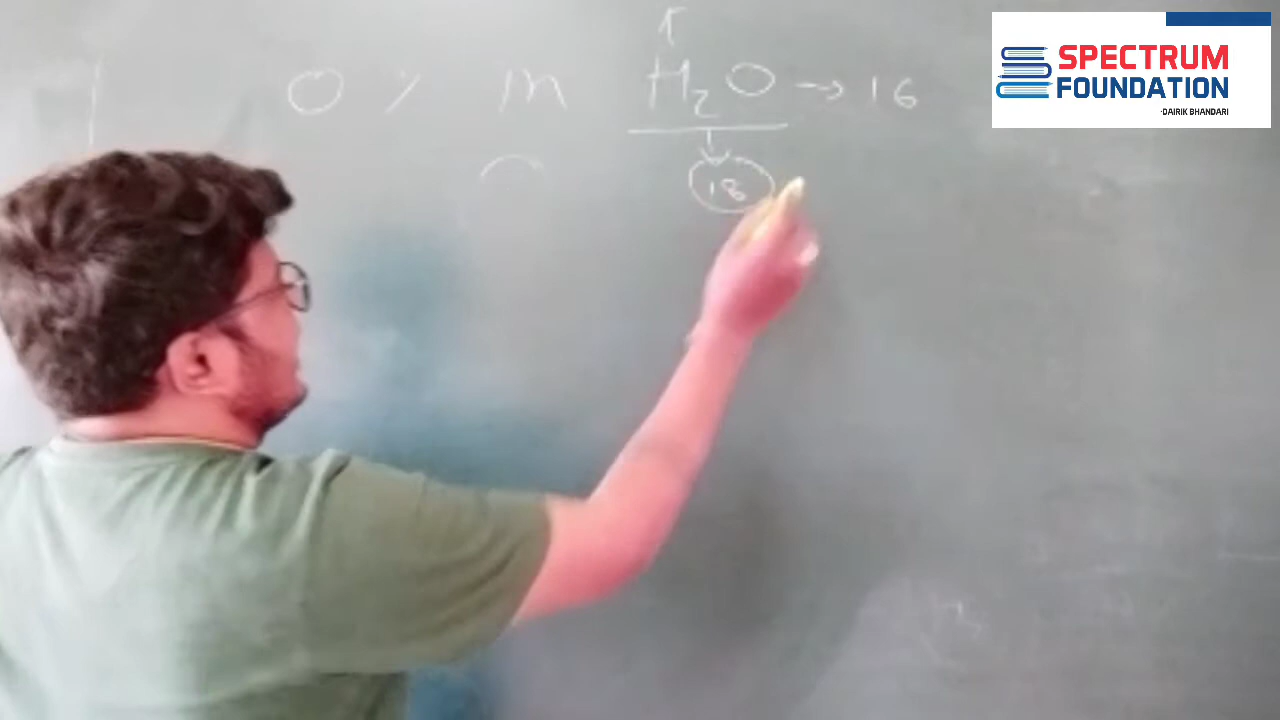 SPECTRUM
FOUNDATION
-DAIRIK BHANDARI
O % in H₂O → 16
18